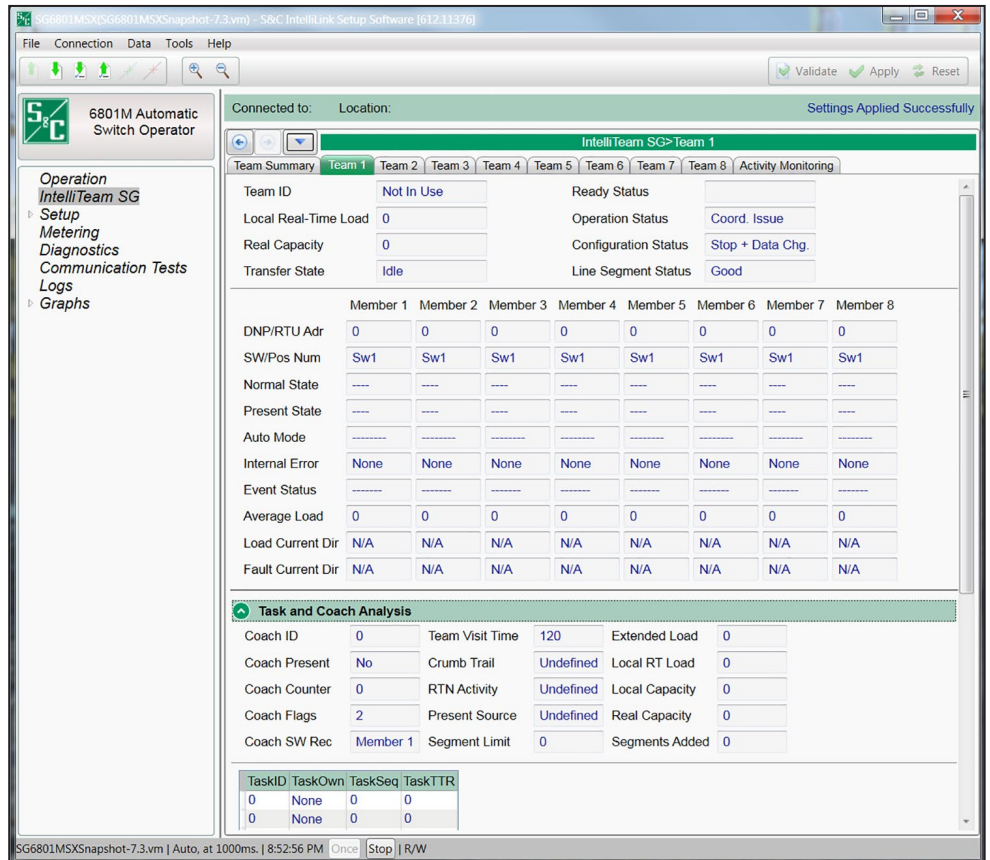 SG6801MSX(SG6801MSXSnapshot-7.3.vm) - S&C IntelliLink Setup Software [612.11376]
File Connection Data Tools Help
Validate Apply Reset
S&C
6801M Automatic
Switch Operator
Connected to: Location: Settings Applied Successfully
IntelliTeam SG>Team 1
Team Summary Team 1 Team 2 Team 3 Team 4 Team 5 Team 6 Team 7 Team 8 Activity Monitoring
Operation
IntelliTeam SG
Setup
Metering
Diagnostics
Communication Tests
Logs
Graphs
Team ID Not In Use Ready Status
Local Real-Time Load 0 Operation Status Coord. Issue
Real Capacity 0 Configuration Status Stop + Data Chg.
Transfer State Idle Line Segment Status Good
Member 1 Member 2 Member 3 Member 4 Member 5 Member 6 Member 7 Member 8
DNP/RTU Adr 0 0 0 0 0 0 0 0
SW/Pos Num Sw1 Sw1 Sw1 Sw1 Sw1 Sw1 Sw1 Sw1
Normal State ---- ---- ---- ---- ---- ---- ---- ----
Present State ---- ---- ---- ---- ---- ---- ---- ----
Auto Mode -------- -------- -------- -------- -------- -------- -------- --------
Internal Error None None None None None None None None
Event Status ------- ------- ------- ------- ------- ------- ------- -------
Average Load 0 0 0 0 0 0 0 0
Load Current Dir N/A N/A N/A N/A N/A N/A N/A N/A
Fault Current Dir N/A N/A N/A N/A N/A N/A N/A N/A
Task and Coach Analysis
Coach ID 0 Team Visit Time 120 Extended Load 0
Coach Present No Crumb Trail Undefined Local RT Load 0
Coach Counter 0 RTN Activity Undefined Local Capacity 0
Coach Flags 2 Present Source Undefined Real Capacity 0
Coach SW Rec Member 1 Segment Limit 0 Segments Added 0
TaskID TaskOwn TaskSeq TaskTTR
0 None 0 0
0 None 0 0
SG6801MSXSnapshot-7.3.vm | Auto, at 1000ms. | 8:52:56 PM Once Stop | R/W